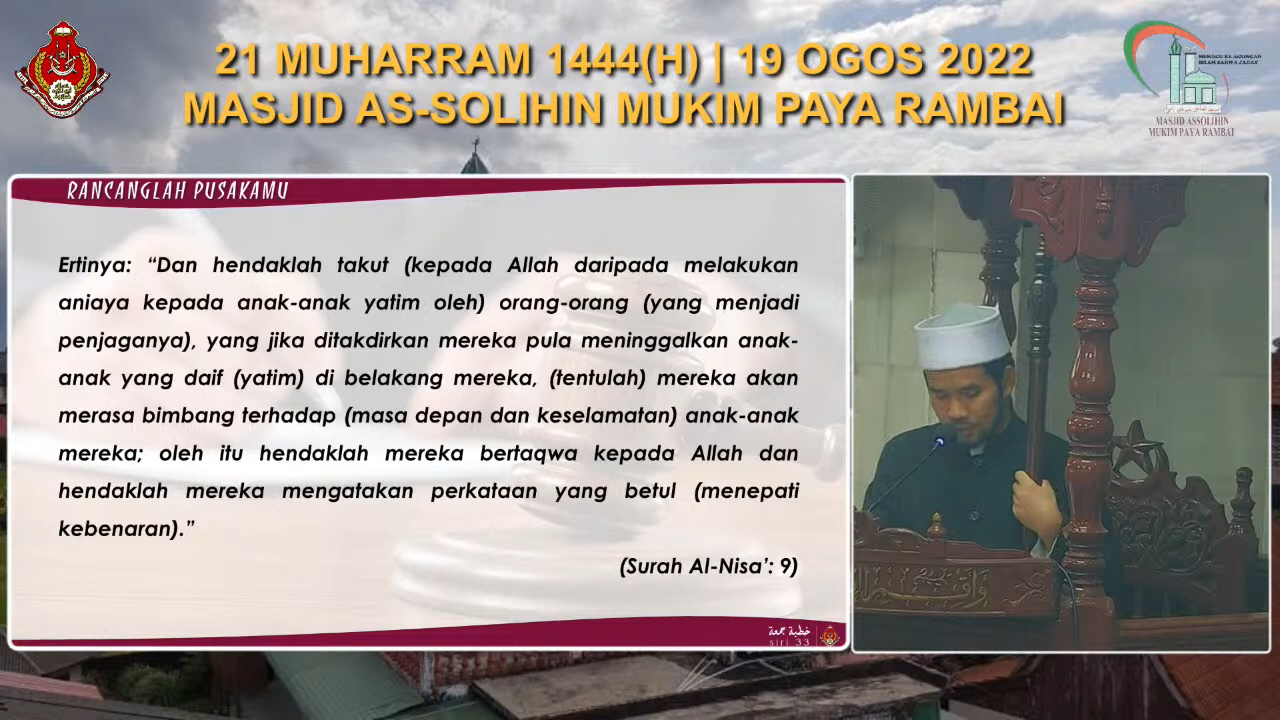 21 MUHARRAM 1444(H) | 19 OGOS 2022
MASJID AS-SOLIHIN MUKIM PAYA RAMBAI
MASJID ASSOLIHIN
MUKIM PAYA RAMBAI
RANCANGLAH PUSAKAMU
Ertinya: “Dan hendaklah takut (kepada Allah daripada melakukan
aniaya kepada anak-anak yatim oleh) orang-orang (yang menjadi
penjaganya), yang jika ditakdirkan mereka pula meninggalkan anak-
anak yang daif (yatim) di belakang mereka, (tentulah) mereka akan
merasa bimbang terhadap (masa depan dan keselamatan) anak-anak
mereka; oleh itu hendaklah mereka bertaqwa kepada Allah dan
hendaklah mereka mengatakan perkataan yang betul (menepati
kebenaran).”
(Surah Al-Nisa’: 9)
خطبة جمعة
siri 33